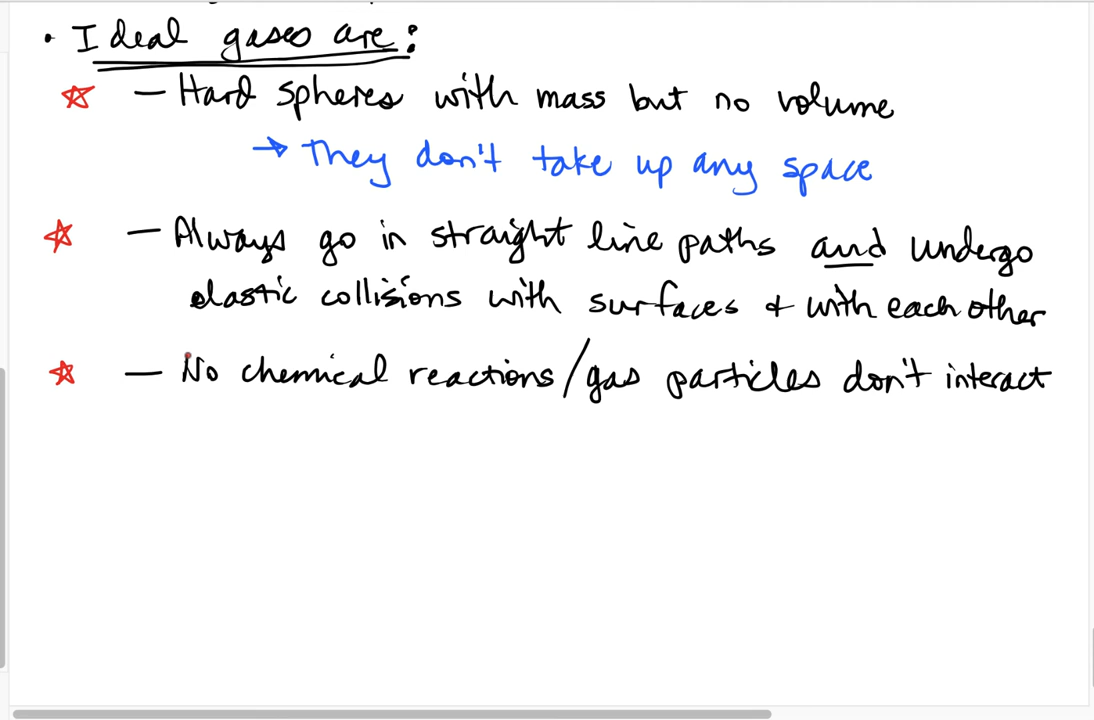 • Ideal gases are:
— Hard spheres with mass but no volume
→ They don't take up any space
— Always go in straight line paths and undergo
elastic collisions with surfaces & with each other
— No chemical reactions/gas particles don't interact